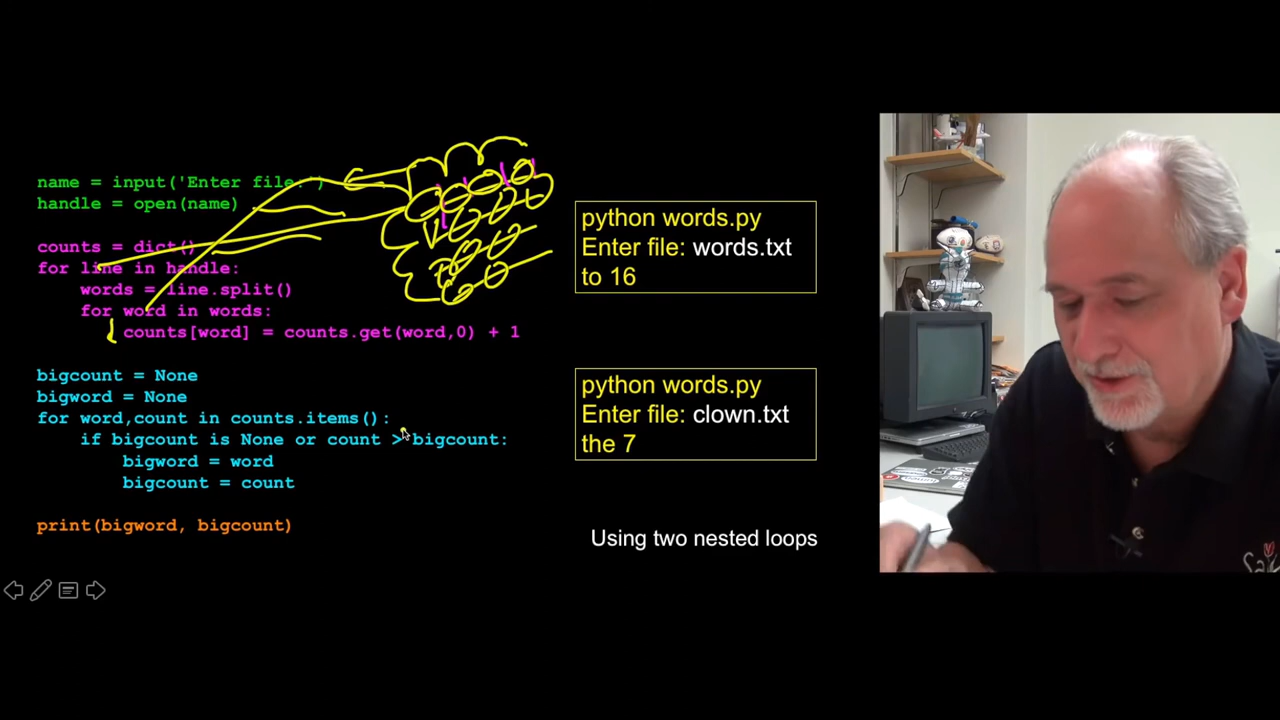 name = input('Enter file:')
handle = open(name)
counts = dict()
for line in handle:
words = line.split()
for word in words:
counts[word] = counts.get(word,0) + 1
bigcount = None
bigword = None
for word,count in counts.items():
if bigcount is None or count > bigcount:
bigword = word
bigcount = count
print(bigword, bigcount)
python words.py
Enter file: words.txt
to 16
python words.py
Enter file: clown.txt
the 7
Using two nested loops